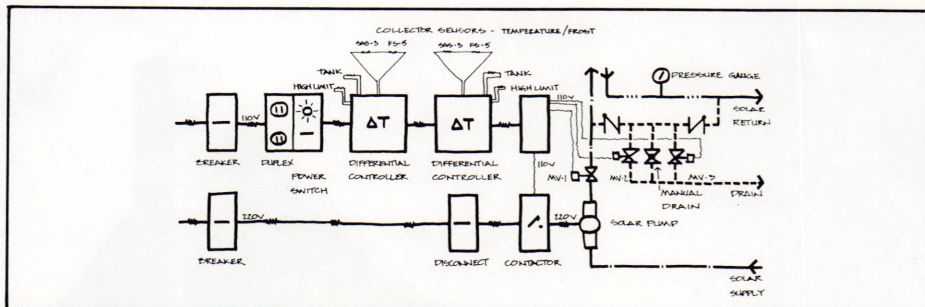 COLLECTOR SENSORS - TEMPERATURE/FROST
SAS-3 FS-5 SAS-3 FS-5
TANK
HIGH LIMIT
TANK
HIGH LIMIT
PRESSURE GAUGE
110V
110V
SOLAR
RETURN
ΔT
ΔT
BREAKER
DUPLEX
POWER
SWITCH
DIFFERENTIAL
CONTROLLER
DIFFERENTIAL
CONTROLLER
110V
MV-1
MV-2
MV-3
MANUAL
DRAIN
DRAIN
220V
220V
SOLAR PUMP
BREAKER
DISCONNECT
CONTACTOR
SOLAR
SUPPLY